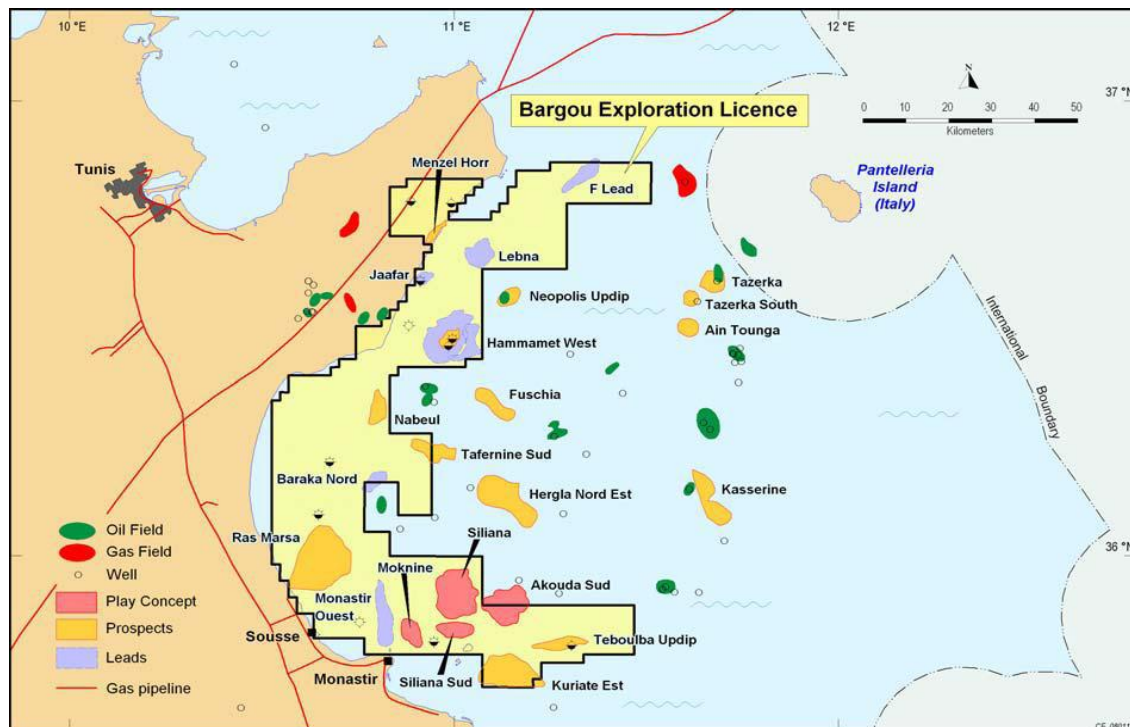 10 °E
11 °E
12 °E
37 °N
N
0 10 20 30 40 50
Kilometers
Bargou Exploration Licence
Tunis
Menzel Horr
F Lead
Pantelleria
Island
(Italy)
Lebna
Jaafar
Neopolis Updip
Tazerka
Tazerka South
Ain Tounga
International
Boundary
Hammamet West
Fuschia
Nabeul
Tafernine Sud
Baraka Nord
Hergla Nord Est
Kasserine
Oil Field
Gas Field
Well
Play Concept
Prospects
Leads
Gas pipeline
Ras Marsa
Siliana
36 °N
Moknine
Akouda Sud
Monastir
Ouest
Sousse
Teboulba Updip
Monastir
Siliana Sud
Kuriate Est